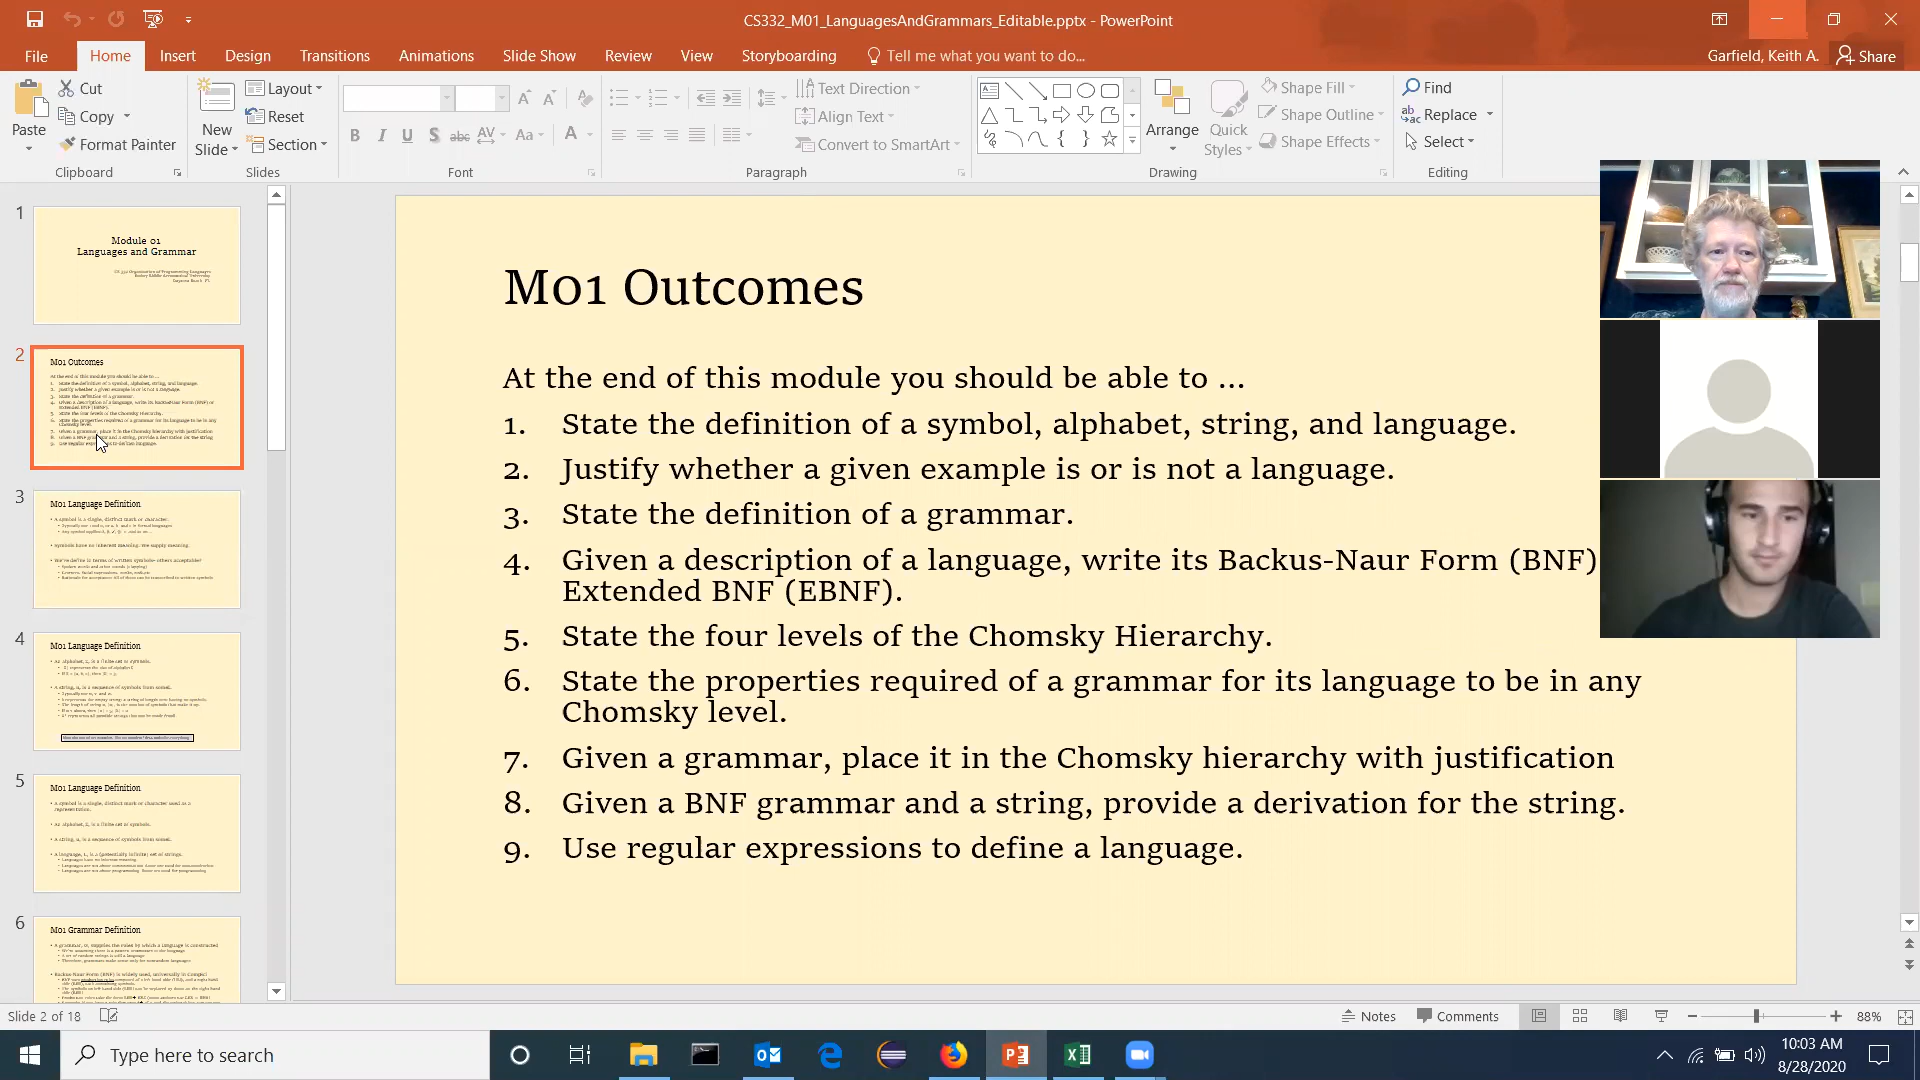 CS332_M01_LanguagesAndGrammars_Editable.pptx - PowerPoint
File
Home
Insert
Design
Transitions
Animations
Slide Show
Review
View
Storyboarding
Tell me what you want to do...
Garfield, Keith A.
Share
Paste
Cut
Copy
Format Painter
Clipboard
New
Slide
Layout
Reset
Section
Slides
Font
Text Direction
Align Text
Convert to SmartArt
Paragraph
Arrange
Quick
Styles
Shape Fill
Shape Outline
Shape Effects
Drawing
Find
Replace
Select
Editing
1
Module 01
Languages and Grammar
2
M01 Outcomes
3
M01 Language Definition
4
M01 Language Definition
5
M01 Language Definition
6
M01 Grammar Definition
M01 Outcomes
At the end of this module you should be able to ...
1. State the definition of a symbol, alphabet, string, and language.
2. Justify whether a given example is or is not a language.
3. State the definition of a grammar.
4. Given a description of a language, write its Backus-Naur Form (BNF)
Extended BNF (EBNF).
5. State the four levels of the Chomsky Hierarchy.
6. State the properties required of a grammar for its language to be in any
Chomsky level.
7. Given a grammar, place it in the Chomsky hierarchy with justification
8. Given a BNF grammar and a string, provide a derivation for the string.
9. Use regular expressions to define a language.
Slide 2 of 18
Notes
Comments
88%
Type here to search
10:03 AM
8/28/2020